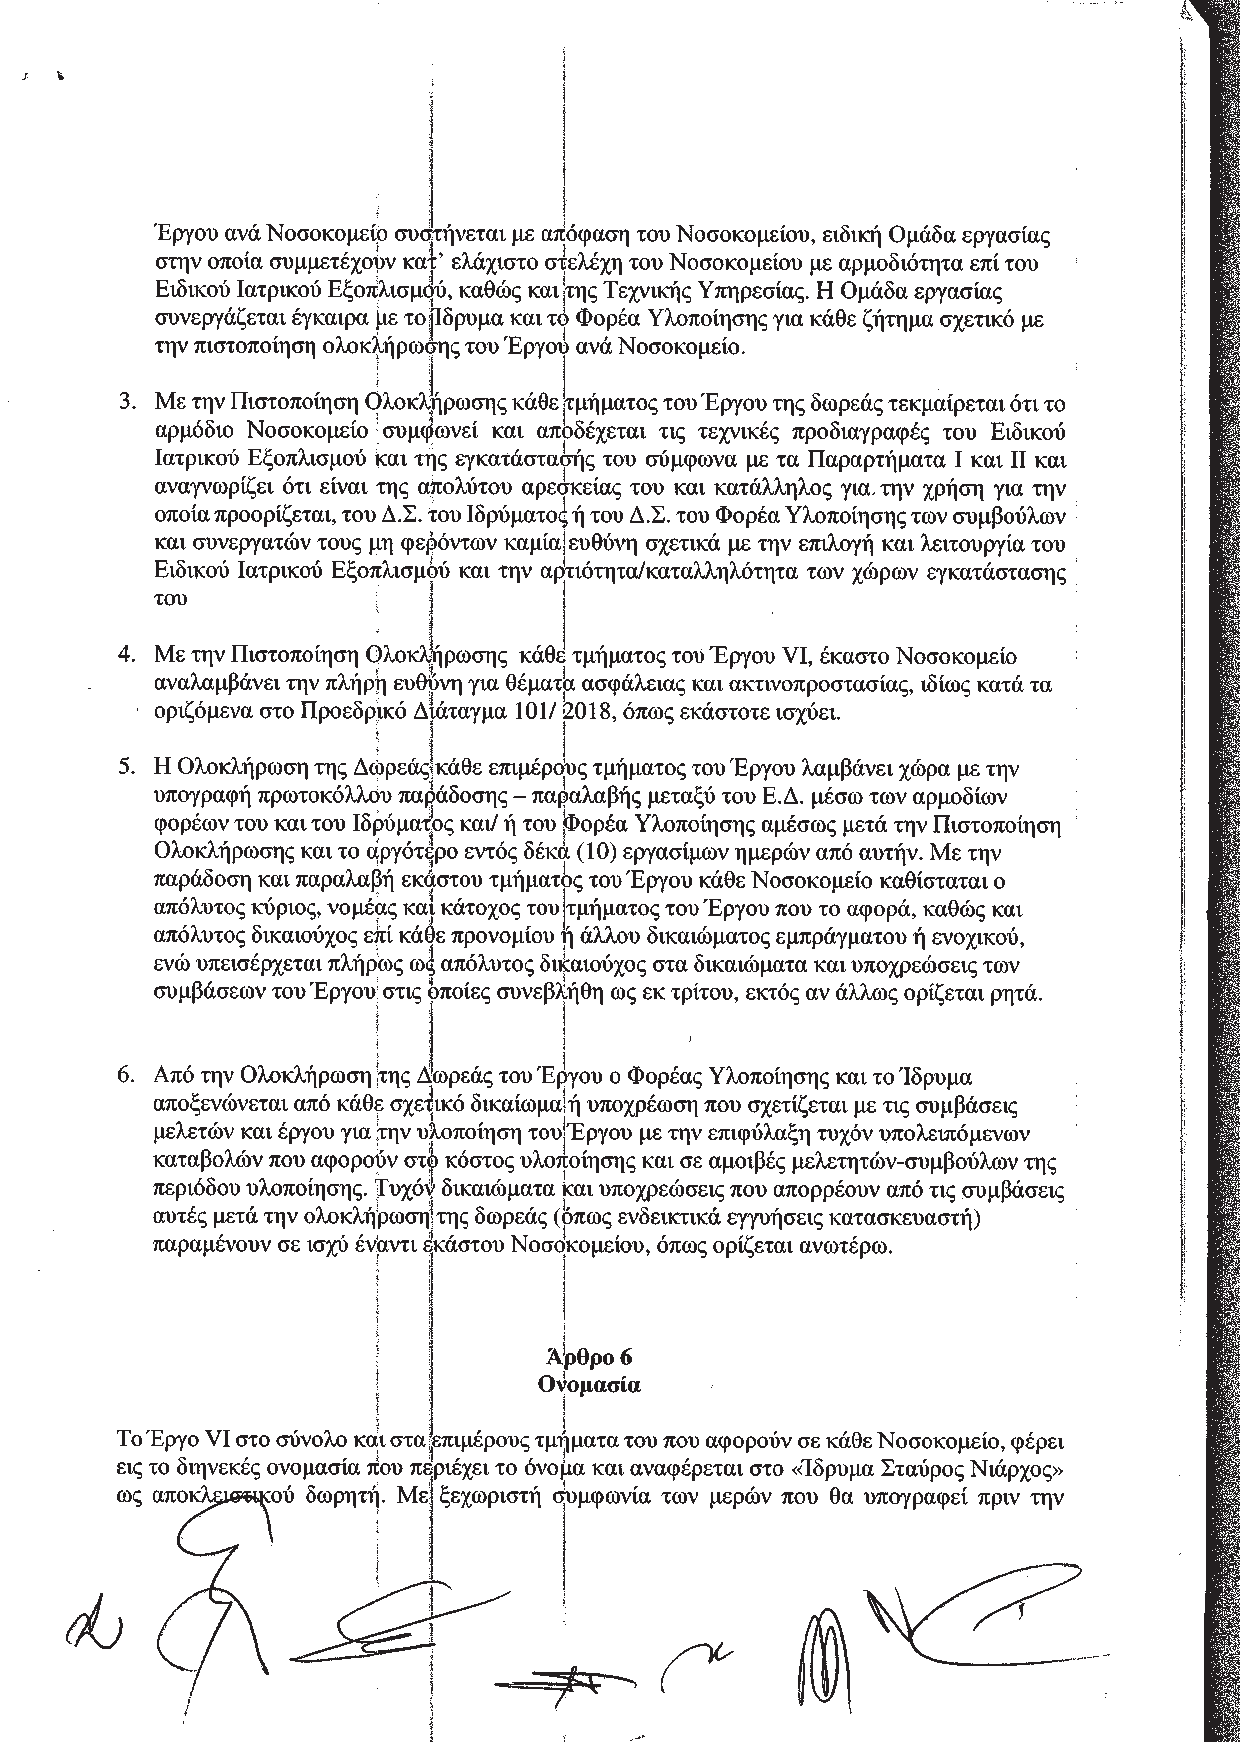 Έργου ανά Νοσοκομείο συστήνεται με απόφαση του Νοσοκομείου, ειδική Ομάδα εργασίας
στην οποία συμμετέχουν κατ’ ελάχιστο στελέχη του Νοσοκομείου με αρμοδιότητα επί του
Ειδικού Ιατρικού Εξοπλισμού, καθώς και της Τεχνικής Υπηρεσίας. Η Ομάδα εργασίας
συνεργάζεται έγκαιρα με το Ίδρυμα και το Φορέα Υλοποίησης για κάθε ζήτημα σχετικό με
την πιστοποίηση ολοκλήρωσης του Έργου ανά Νοσοκομείο.
3. Με την Πιστοποίηση Ολοκλήρωσης κάθε τμήματος του Έργου της δωρεάς τεκμαίρεται ότι το
αρμόδιο Νοσοκομείο συμφωνεί και αποδέχεται τις τεχνικές προδιαγραφές του Ειδικού
Ιατρικού Εξοπλισμού και της εγκατάστασής του σύμφωνα με τα Παραρτήματα Ι και ΙΙ και
αναγνωρίζει ότι είναι της απολύτου αρεσκείας του και κατάλληλος για την χρήση για την
οποία προορίζεται, του Δ.Σ. του Ιδρύματος ή του Δ.Σ. του Φορέα Υλοποίησης των συμβούλων
και συνεργατών τους μη φερόντων καμία ευθύνη σχετικά με την επιλογή και λειτουργία του
Ειδικού Ιατρικού Εξοπλισμού και την αρτιότητα/καταλληλότητα των χώρων εγκατάστασης
του
4. Με την Πιστοποίηση Ολοκλήρωσης κάθε τμήματος του Έργου VI, έκαστο Νοσοκομείο
αναλαμβάνει την πλήρη ευθύνη για θέματα ασφάλειας και ακτινοπροστασίας, ιδίως κατά τα
οριζόμενα στο Προεδρικό Διάταγμα 101/ 2018, όπως εκάστοτε ισχύει.
5. Η Ολοκλήρωση της Δωρεάς κάθε επιμέρους τμήματος του Έργου λαμβάνει χώρα με την
υπογραφή πρωτοκόλλου παράδοσης – παραλαβής μεταξύ του Ε.Δ. μέσω των αρμοδίων
φορέων του και του Ιδρύματος και/ ή του Φορέα Υλοποίησης αμέσως μετά την Πιστοποίηση
Ολοκλήρωσης και το αργότερο εντός δέκα (10) εργασίμων ημερών από αυτήν. Με την
παράδοση και παραλαβή εκάστου τμήματος του Έργου κάθε Νοσοκομείο καθίσταται ο
απόλυτος κύριος, νομέας και κάτοχος του τμήματος του Έργου που το αφορά, καθώς και
απόλυτος δικαιούχος επί κάθε προνομίου ή άλλου δικαιώματος εμπράγματου ή ενοχικού,
ενώ υπεισέρχεται πλήρως ως απόλυτος δικαιούχος στα δικαιώματα και υποχρεώσεις των
συμβάσεων του Έργου στις οποίες συνεβλήθη ως εκ τρίτου, εκτός αν άλλως ορίζεται ρητά.
6. Από την Ολοκλήρωση της Δωρεάς του Έργου ο Φορέας Υλοποίησης και το Ίδρυμα
αποξενώνεται από κάθε σχετικό δικαίωμα ή υποχρέωση που σχετίζεται με τις συμβάσεις
μελετών και έργου για την υλοποίηση του Έργου με την επιφύλαξη τυχόν υπολειπόμενων
καταβολών που αφορούν στο κόστος υλοποίησης και σε αμοιβές μελετητών-συμβούλων της
περιόδου υλοποίησης. Τυχόν δικαιώματα και υποχρεώσεις που απορρέουν από τις συμβάσεις
αυτές μετά την ολοκλήρωση της δωρεάς (όπως ενδεικτικά εγγυήσεις κατασκευαστή)
παραμένουν σε ισχύ έναντι εκάστου Νοσοκομείου, όπως ορίζεται ανωτέρω.
Άρθρο 6
Ονομασία
Το Έργο VI στο σύνολο και στα επιμέρους τμήματα του που αφορούν σε κάθε Νοσοκομείο, φέρει
εις το διηνεκές ονομασία που περιέχει το όνομα και αναφέρεται στο «Ίδρυμα Σταύρος Νιάρχος»
ως αποκλειστικού δωρητή. Με ξεχωριστή συμφωνία των μερών που θα υπογραφεί πριν την